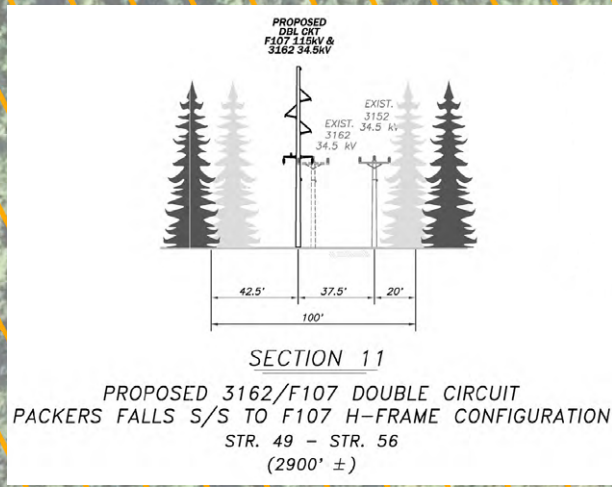 PROPOSED
DBL CKT
F107 115kV &
3162 34.5kV
EXIST.
3162
34.5 kV
EXIST.
3152
34.5 kV
42.5'
37.5'
20'
100'
SECTION 11
PROPOSED 3162/F107 DOUBLE CIRCUIT
PACKERS FALLS S/S TO F107 H-FRAME CONFIGURATION
STR. 49 - STR. 56
(2900' ±)